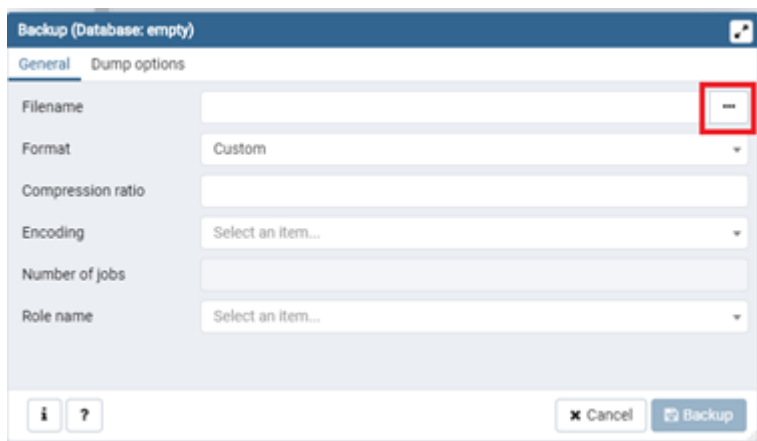 Backup (Database: empty)
General Dump options
Filename ...
Format Custom
Compression ratio
Encoding Select an item...
Number of jobs
Role name Select an item...
i ? Cancel Backup